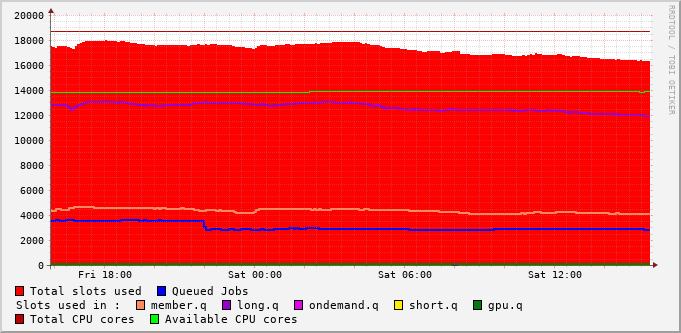 20000
18000
16000
14000
12000
10000
8000
6000
4000
2000
0
Fri 18:00 Sat 00:00 Sat 06:00 Sat 12:00
RRDTOOL / TOBI OETIKER
Total slots used Queued Jobs
Slots used in : member.q long.q ondemand.q short.q gpu.q
Total CPU cores Available CPU cores